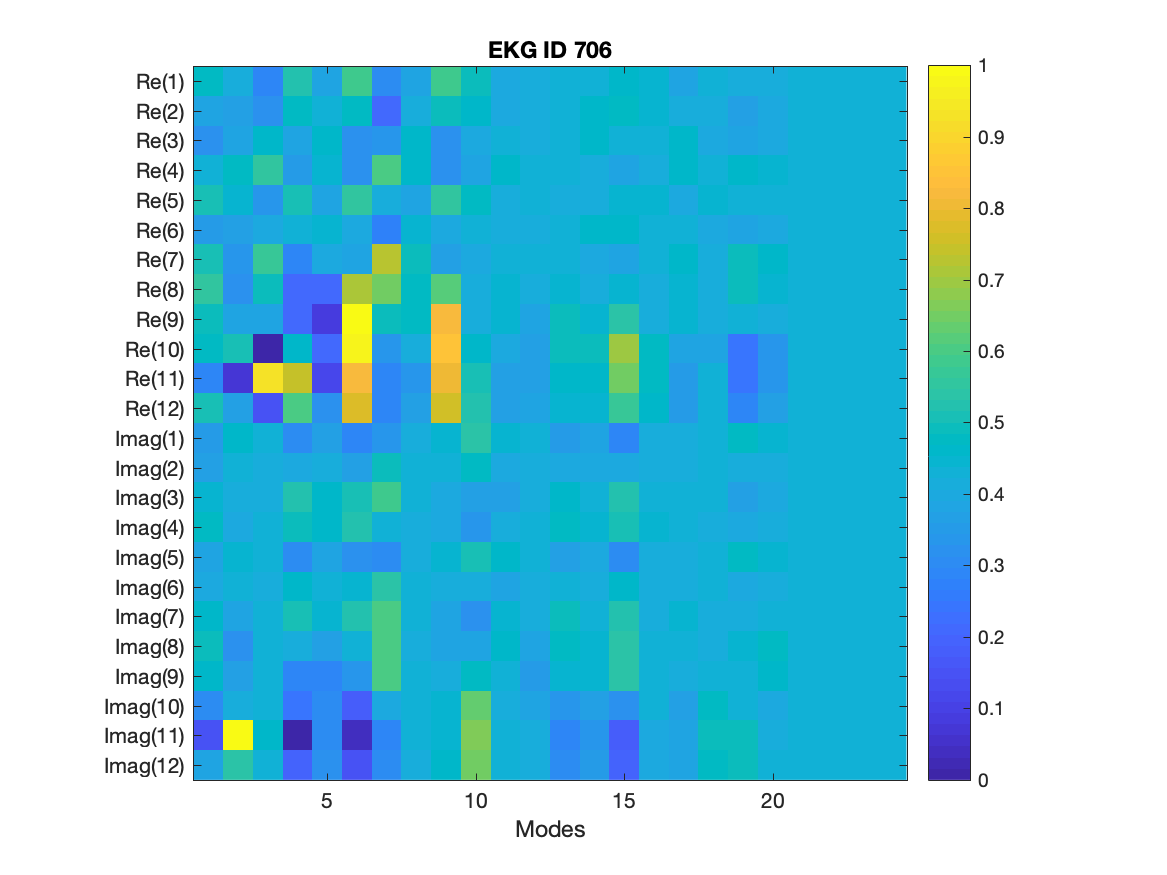 EKG ID 706
Re(1)
Re(2)
Re(3)
Re(4)
Re(5)
Re(6)
Re(7)
Re(8)
Re(9)
Re(10)
Re(11)
Re(12)
Imag(1)
Imag(2)
Imag(3)
Imag(4)
Imag(5)
Imag(6)
Imag(7)
Imag(8)
Imag(9)
Imag(10)
Imag(11)
Imag(12)
5 10 15 20
Modes
1
0.9
0.8
0.7
0.6
0.5
0.4
0.3
0.2
0.1
0